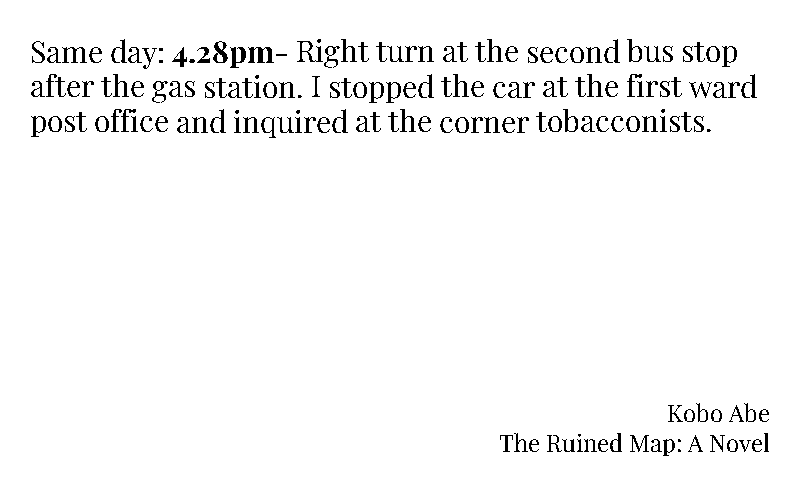 Same day: 4.28pm- Right turn at the second bus stop
after the gas station. I stopped the car at the first ward
post office and inquired at the corner tobacconists.
Kobo Abe
The Ruined Map: A Novel